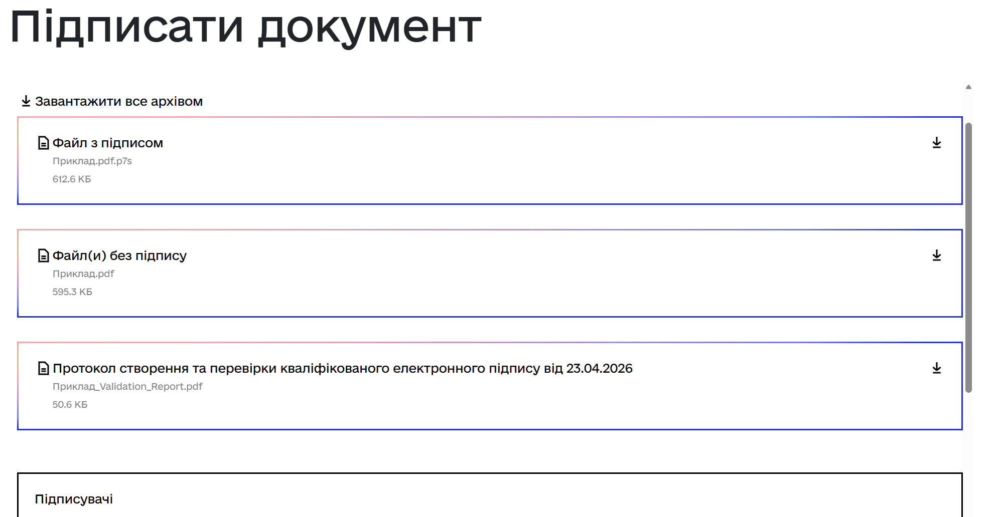 Підписати документ
Завантажити все архівом
Файл з підписом
Приклад.pdf.p7s
612.6 КБ
Файл(и) без підпису
Приклад.pdf
595.3 КБ
Протокол створення та перевірки кваліфікованого електронного підпису від 23.04.2026
Приклад_Validation_Report.pdf
50.6 КБ
Підписувачі